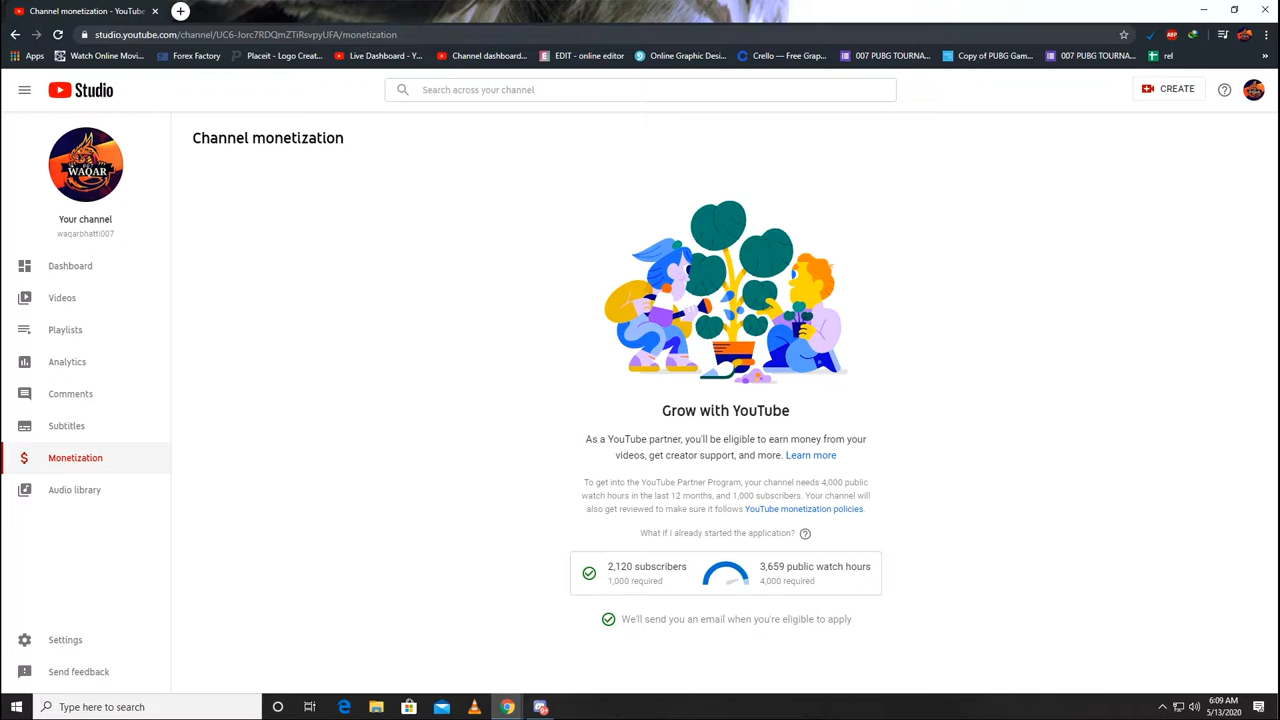 Channel monetization - YouTube
studio.youtube.com/channel/UC6-Jorc7RDQmZTiRsvpyUFA/monetization
Apps Watch Online Movi... Forex Factory Placeit - Logo Creat... Live Dashboard - Y... Channel dashboard... EDIT - online editor Online Graphic Desi... Crello — Free Grap... 007 PUBG TOURNA... Copy of PUBG Gam... 007 PUBG TOURNA... rel »
Studio
Search across your channel
CREATE
Channel monetization
WAQAR
Your channel
waqarbhatti007
Dashboard
Videos
Playlists
Analytics
Comments
Subtitles
Monetization
Audio library
Settings
Send feedback
Grow with YouTube
As a YouTube partner, you'll be eligible to earn money from your
videos, get creator support, and more. Learn more
To get into the YouTube Partner Program, your channel needs 4,000 public
watch hours in the last 12 months, and 1,000 subscribers. Your channel will
also get reviewed to make sure it follows YouTube monetization policies.
What if I already started the application?
2,120 subscribers
1,000 required
3,659 public watch hours
4,000 required
We'll send you an email when you're eligible to apply
Type here to search
6:09 AM
5/13/2020